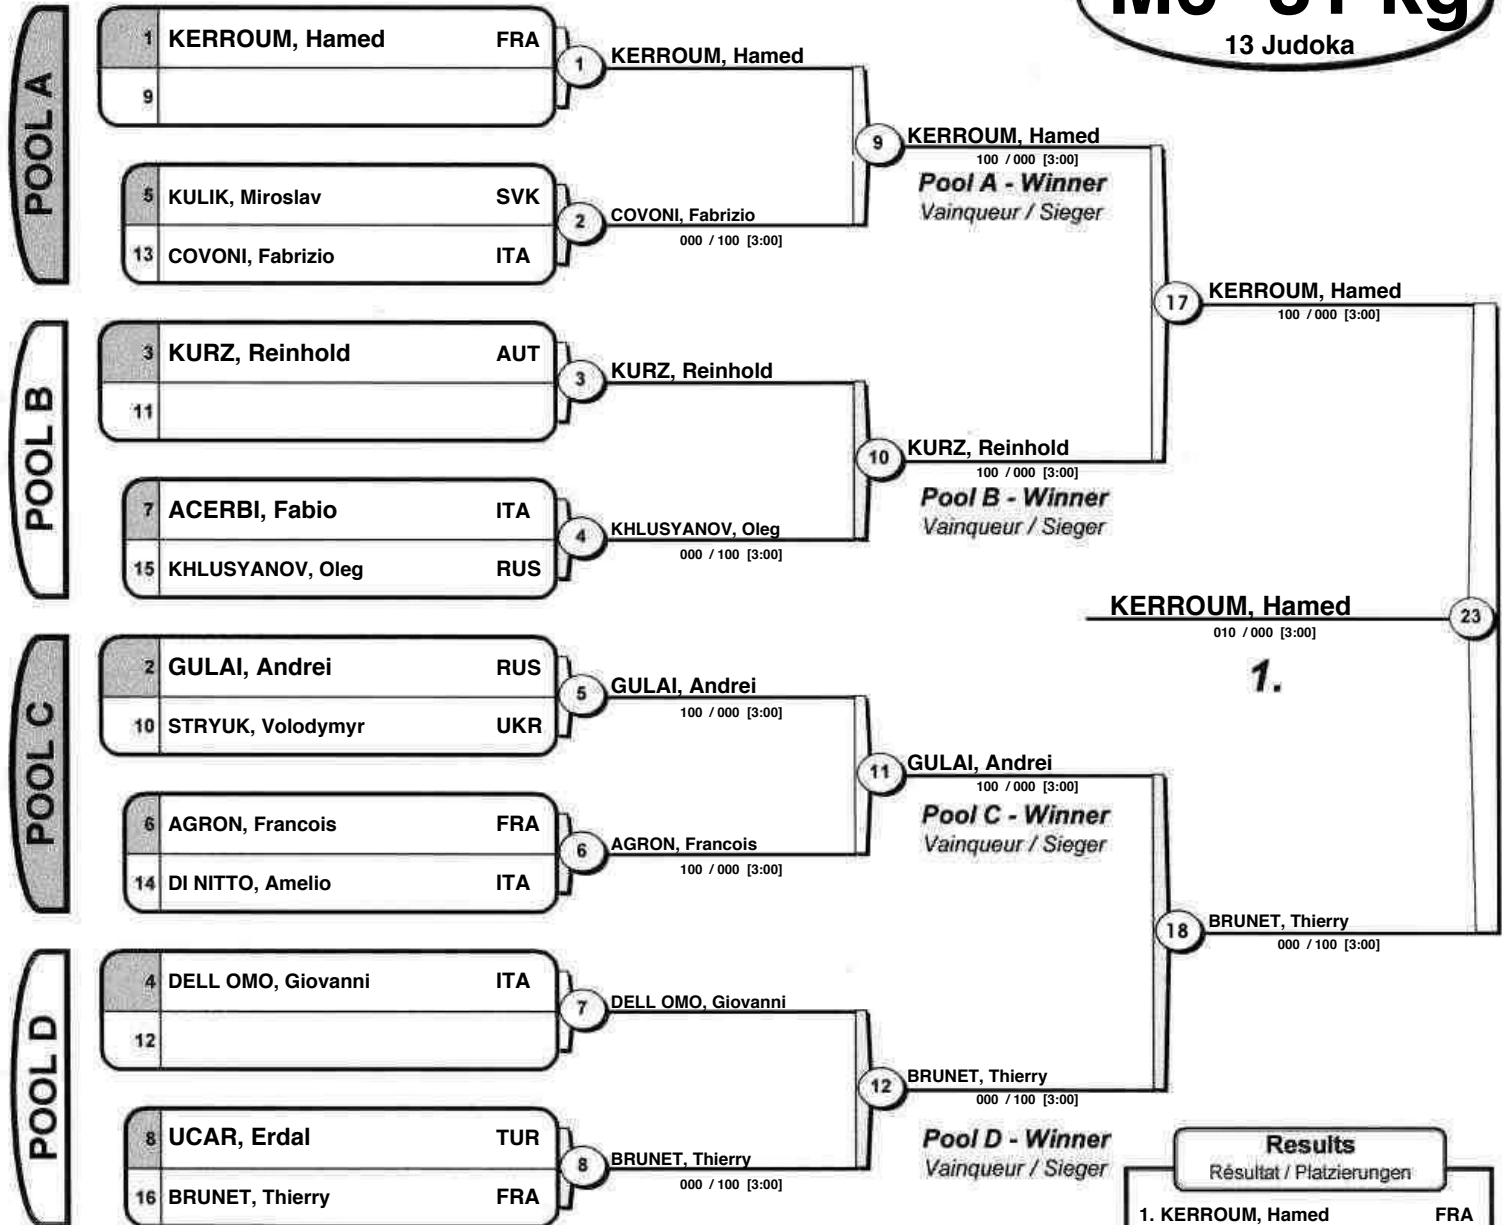 M6 -81 kg
13 Judoka
POOL A
1 KERROUM, Hamed FRA
9
1 KERROUM, Hamed
5 KULIK, Miroslav SVK
13 COVONI, Fabrizio ITA
2 COVONI, Fabrizio
000 / 100 [3:00]
9 KERROUM, Hamed
100 / 000 [3:00]
Pool A - Winner
Vainqueur / Sieger
POOL B
3 KURZ, Reinhold AUT
11
3 KURZ, Reinhold
7 ACERBI, Fabio ITA
15 KHLUSYANOV, Oleg RUS
4 KHLUSYANOV, Oleg
000 / 100 [3:00]
10 KURZ, Reinhold
100 / 000 [3:00]
Pool B - Winner
Vainqueur / Sieger
17 KERROUM, Hamed
100 / 000 [3:00]
POOL C
2 GULAI, Andrei RUS
10 STRYUK, Volodymyr UKR
5 GULAI, Andrei
100 / 000 [3:00]
6 AGRON, Francois FRA
14 DI NITTO, Amelio ITA
6 AGRON, Francois
100 / 000 [3:00]
11 GULAI, Andrei
100 / 000 [3:00]
Pool C - Winner
Vainqueur / Sieger
POOL D
4 DELL OMO, Giovanni ITA
12
7 DELL OMO, Giovanni
8 UCAR, Erdal TUR
16 BRUNET, Thierry FRA
8 BRUNET, Thierry
000 / 100 [3:00]
12 BRUNET, Thierry
000 / 100 [3:00]
Pool D - Winner
Vainqueur / Sieger
18 BRUNET, Thierry
000 / 100 [3:00]
KERROUM, Hamed 23
010 / 000 [3:00]
1.
Results
Résultat / Platzierungen
1. KERROUM, Hamed FRA